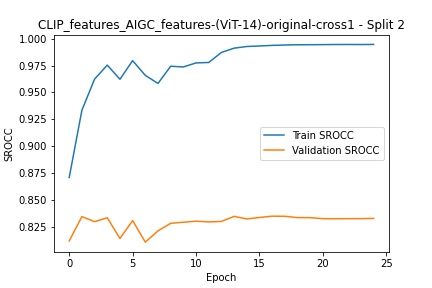 CLIP_features_AIGC_features-(ViT-14)-original-cross1 - Split 2
1.000
0.975
0.950
0.925
0.900
0.875
0.850
0.825
SROCC
Train SROCC
Validation SROCC
0 5 10 15 20 25
Epoch